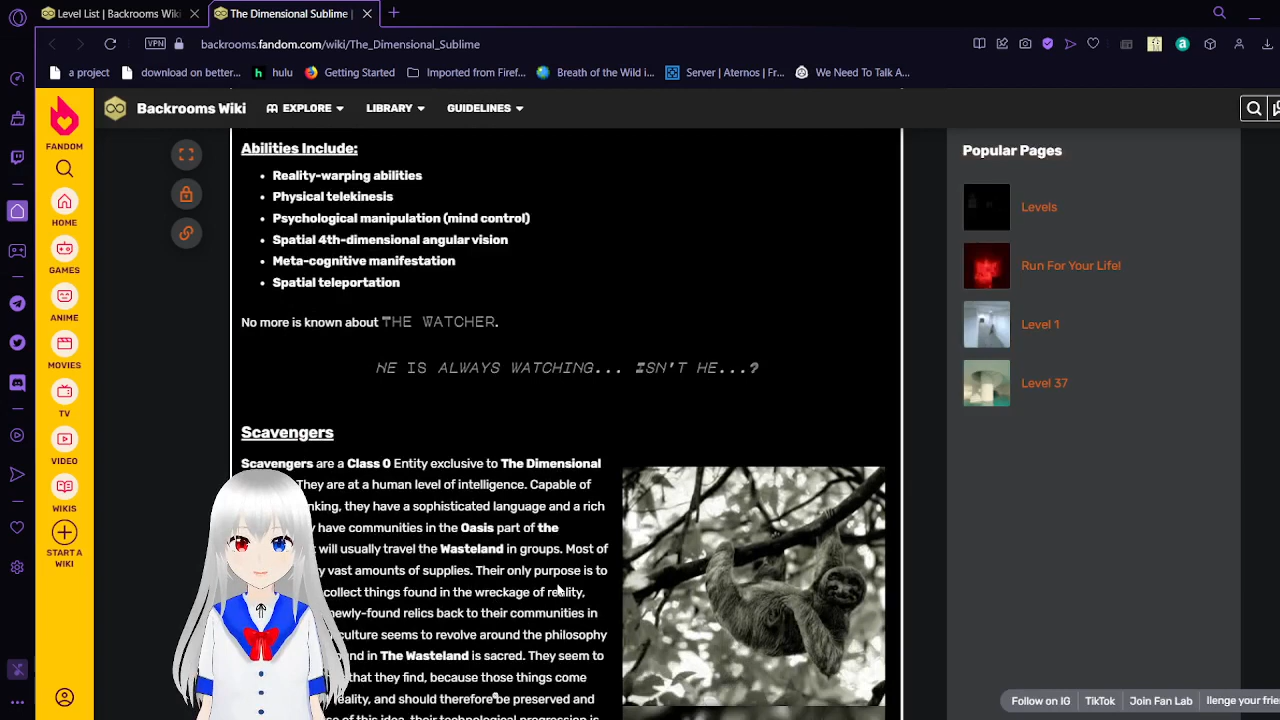 Level List | Backrooms Wiki
The Dimensional Sublime |
VPN
backrooms.fandom.com/wiki/The_Dimensional_Sublime
a project
download on better...
hulu
Getting Started
Imported from Firef...
Breath of the Wild i...
Server | Aternos | Fr...
We Need To Talk A...
FANDOM
HOME
GAMES
ANIME
MOVIES
TV
VIDEO
WIKIS
START A
WIKI
Backrooms Wiki
EXPLORE
LIBRARY
GUIDELINES
Abilities Include:
Reality-warping abilities
Physical telekinesis
Psychological manipulation (mind control)
Spatial 4th-dimensional angular vision
Meta-cognitive manifestation
Spatial teleportation
No more is known about THE WATCHER.
HE IS ALWAYS WATCHING... ISN'T HE...?
Scavengers
Scavengers are a Class 0 Entity exclusive to The Dimensional
They are at a human level of intelligence. Capable of
they have a sophisticated language and a rich
have communities in the Oasis part of the
will usually travel the Wasteland in groups. Most of
vast amounts of supplies. Their only purpose is to
collect things found in the wreckage of reality,
newly-found relics back to their communities in
culture seems to revolve around the philosophy
in The Wasteland is sacred. They seem to
that they find, because those things come
and should therefore be preserved and
of this idea, their technological progression is
Popular Pages
Levels
Run For Your Life!
Level 1
Level 37
Follow on IG
TikTok
Join Fan Lab